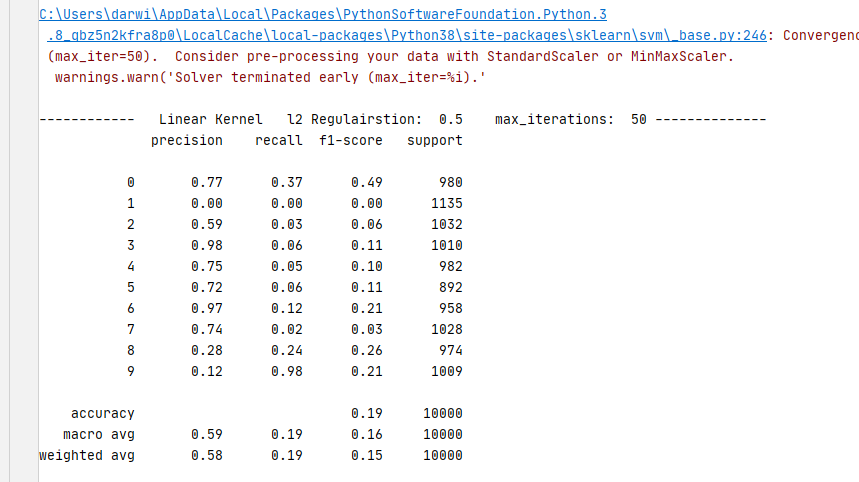 C:\Users\darwi\AppData\Local\Packages\PythonSoftwareFoundation.Python.3
.8_qbz5n2kfra8p0\LocalCache\local-packages\Python38\site-packages\sklearn\svm\_base.py:246: Convergenc
(max_iter=50).  Consider pre-processing your data with StandardScaler or MinMaxScaler.
warnings.warn('Solver terminated early (max_iter=%i).'
------------   Linear Kernel   l2 Regulairstion:  0.5    max_iterations:  50 --------------
precision    recall  f1-score   support
0       0.77      0.37      0.49       980
1       0.00      0.00      0.00      1135
2       0.59      0.03      0.06      1032
3       0.98      0.06      0.11      1010
4       0.75      0.05      0.10       982
5       0.72      0.06      0.11       892
6       0.97      0.12      0.21       958
7       0.74      0.02      0.03      1028
8       0.28      0.24      0.26       974
9       0.12      0.98      0.21      1009
accuracy                           0.19     10000
macro avg       0.59      0.19      0.16     10000
weighted avg       0.58      0.19      0.15     10000